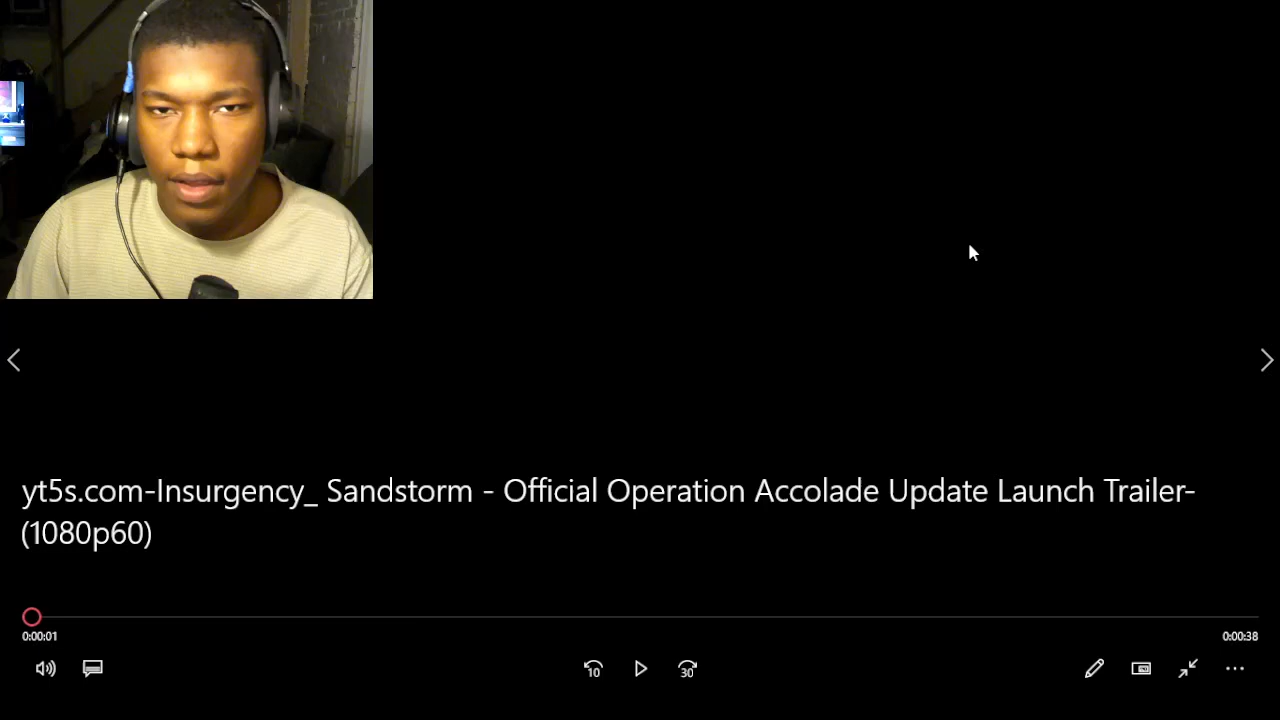 yt5s.com-Insurgency_ Sandstorm - Official Operation Accolade Update Launch Trailer-
(1080p60)
0:00:01
0:00:38
10
30